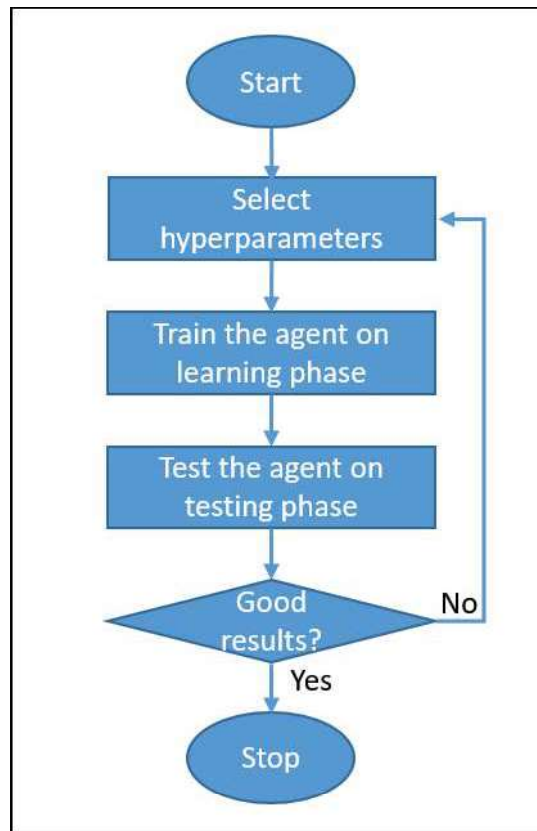 Start
Select
hyperparameters
Train the agent on
learning phase
Test the agent on
testing phase
Good
results?
No
Yes
Stop